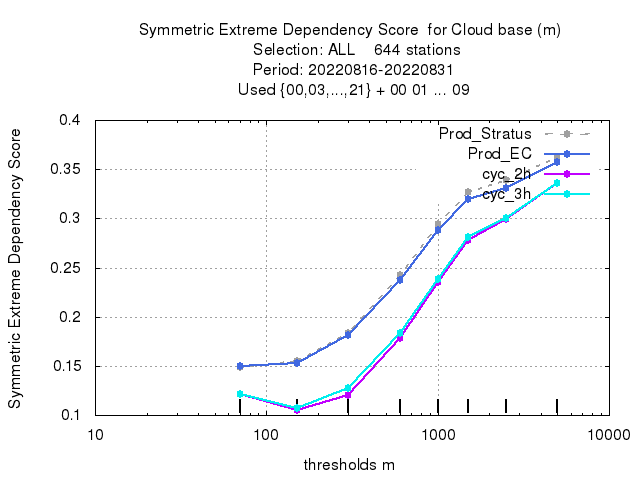 Symmetric Extreme Dependency Score  for Cloud base (m)
Selection: ALL    644 stations
Period: 20220816-20220831
Used {00,03,...,21} + 00 01 ... 09
Symmetric Extreme Dependency Score
0.4
0.35
0.3
0.25
0.2
0.15
0.1
Prod_Stratus
Prod_EC
cyc_2h
cyc_3h
10 100 1000 10000
thresholds m